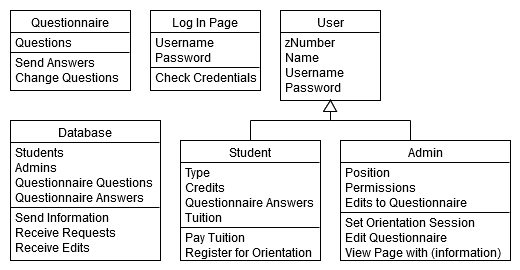 Questionnaire
Questions
Send Answers
Change Questions
Log In Page
Username
Password
Check Credentials
User
zNumber
Name
Username
Password
Database
Students
Admins
Questionnaire Questions
Questionnaire Answers
Send Information
Receive Requests
Receive Edits
Student
Type
Credits
Questionnaire Answers
Tuition
Pay Tuition
Register for Orientation
Admin
Position
Permissions
Edits to Questionnaire
Set Orientation Session
Edit Questionnaire
View Page with (information)